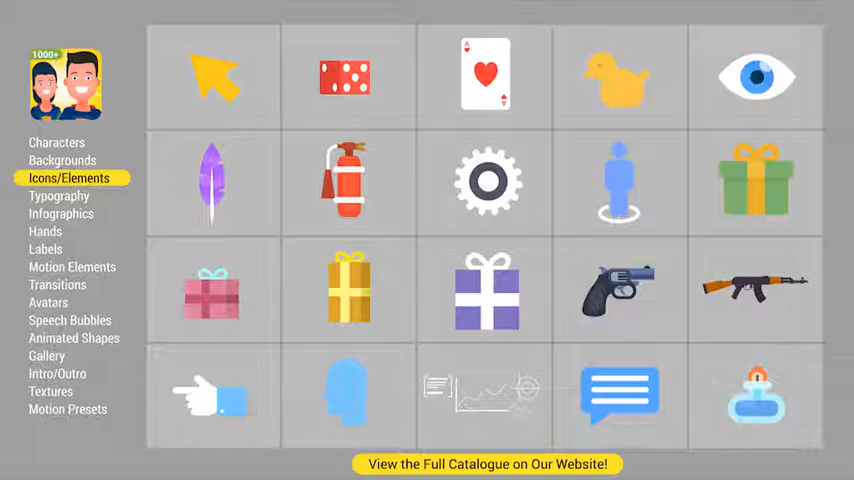 1000+
Characters
Backgrounds
Icons/Elements
Typography
Infographics
Hands
Labels
Motion Elements
Transitions
Avatars
Speech Bubbles
Animated Shapes
Gallery
Intro/Outro
Textures
Motion Presets
A
A
View the Full Catalogue on Our Website!